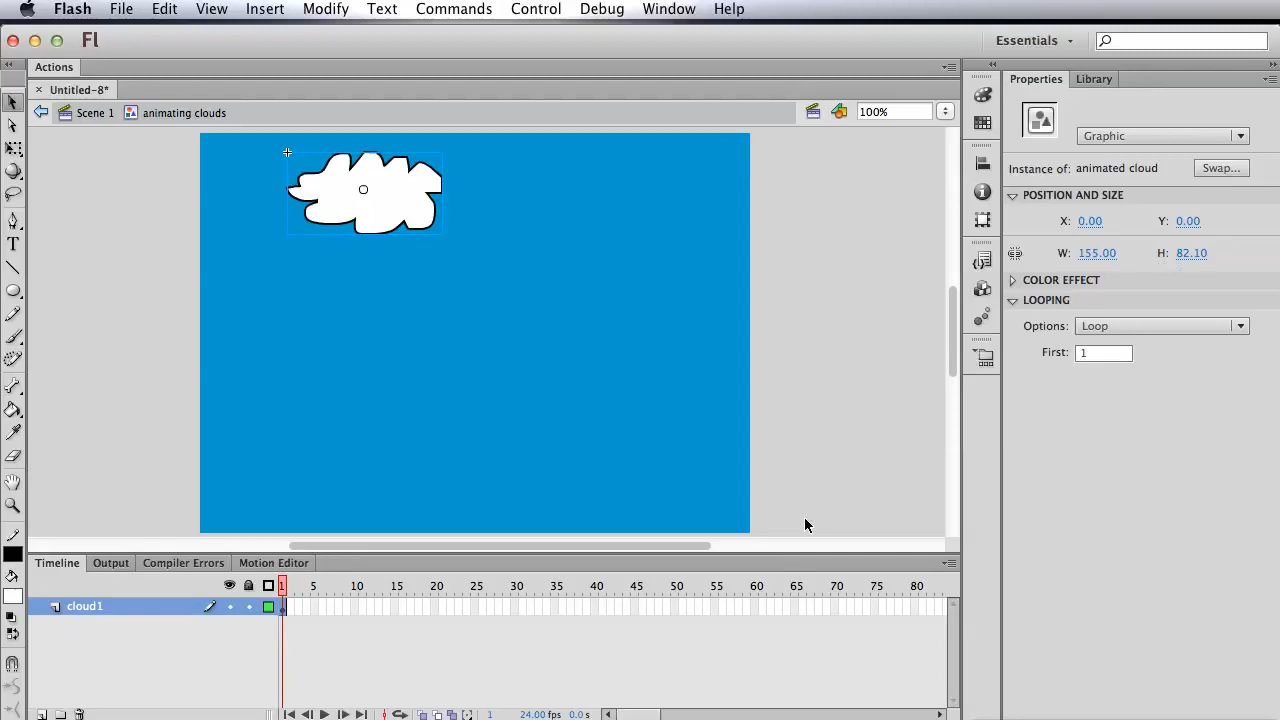 Flash File Edit View Insert Modify Text Commands Control Debug Window Help
Fl Essentials
Actions
Untitled-8*
Scene 1 animating clouds 100%
Properties Library
Graphic
Instance of: animated cloud Swap...
POSITION AND SIZE
X: 0.00 Y: 0.00
W: 155.00 H: 82.10
COLOR EFFECT
LOOPING
Options: Loop
First: 1
T
Timeline Output Compiler Errors Motion Editor
1 5 10 15 20 25 30 35 40 45 50 55 60 65 70 75 80
cloud1
1 24.00 fps 0.0 s